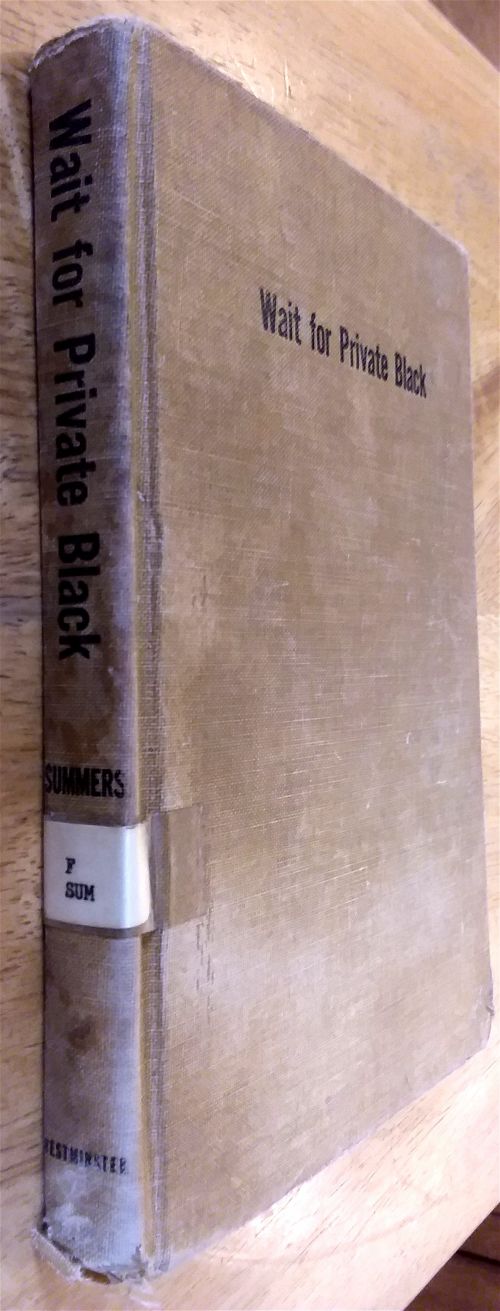 Wait for Private Black
SUMMERS
F
SUM
WESTMINSTER
Wait for Private Black